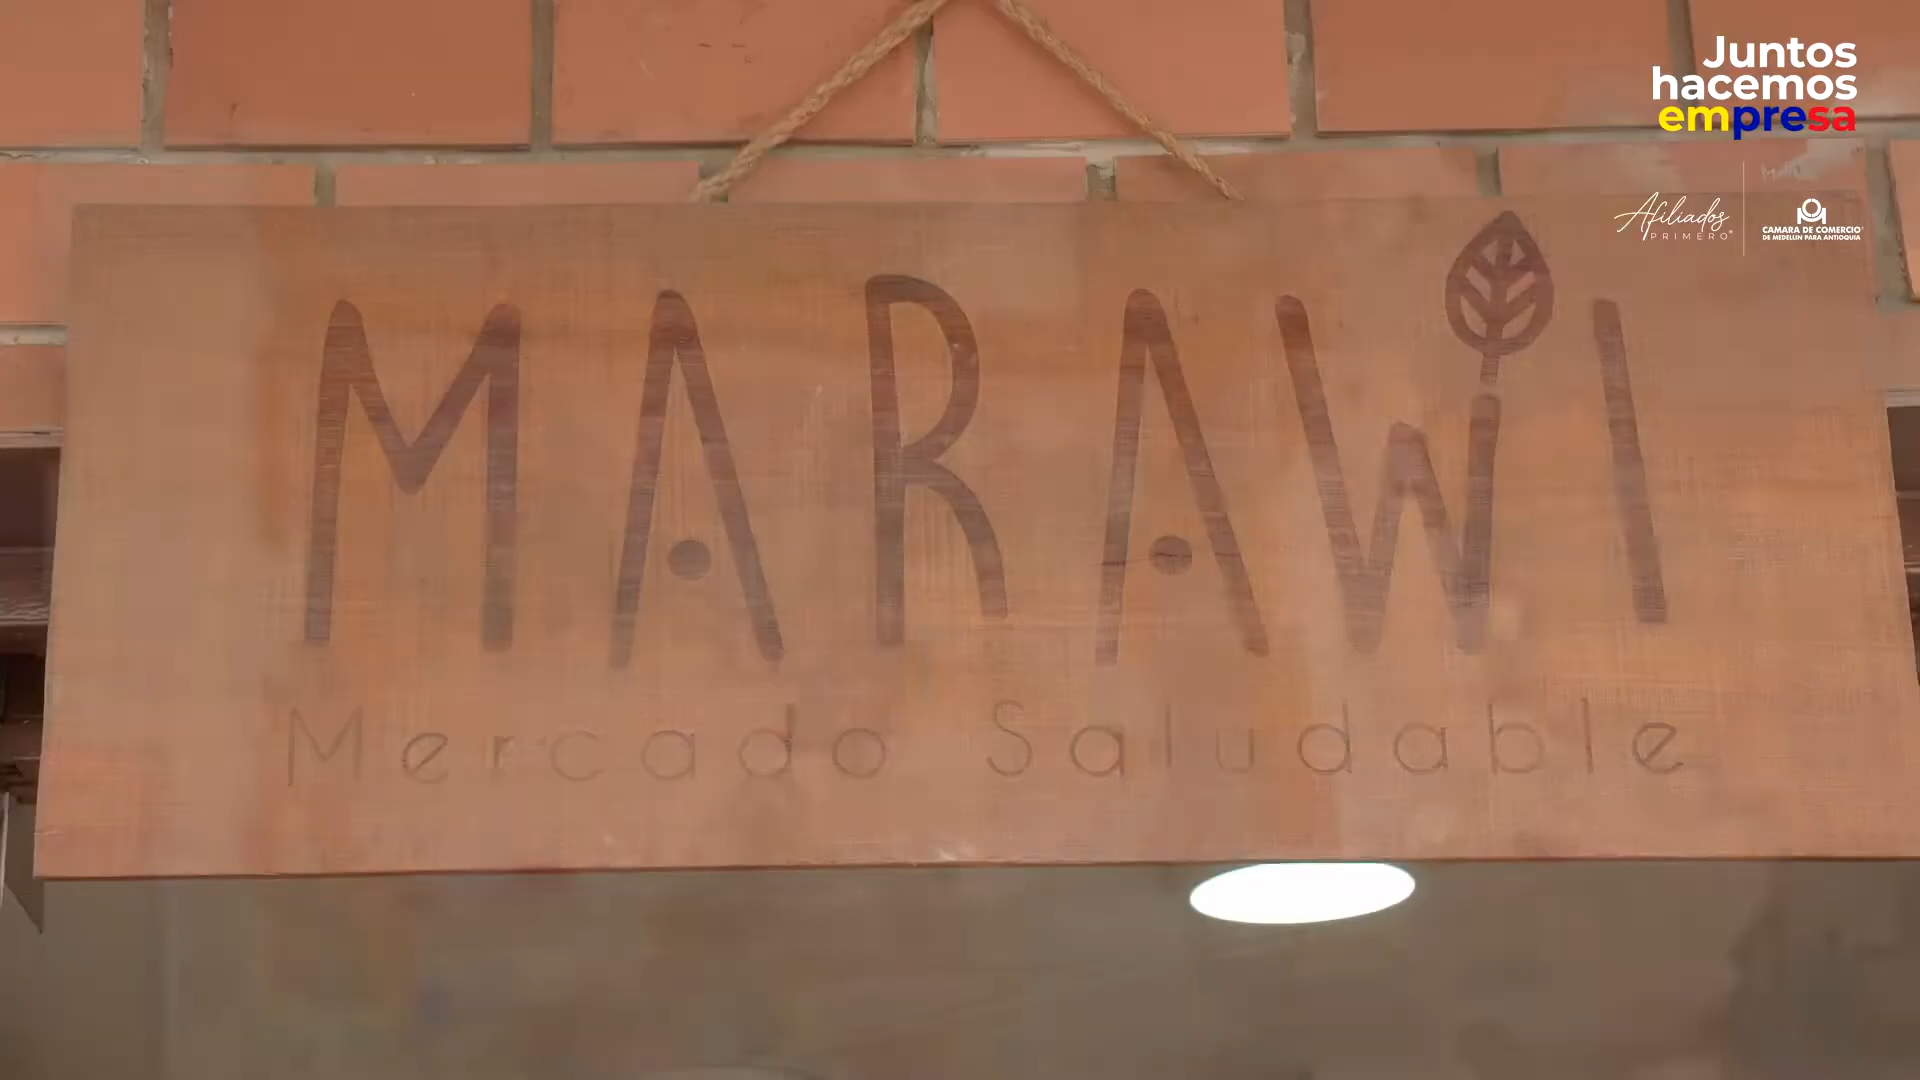 Juntos
hacemos
empresa
Afiliados
PRIMERO
CAMARA DE COMERCIO
DE MEDELLIN PARA ANTIOQUIA
MARAWI
Mercado Saludable